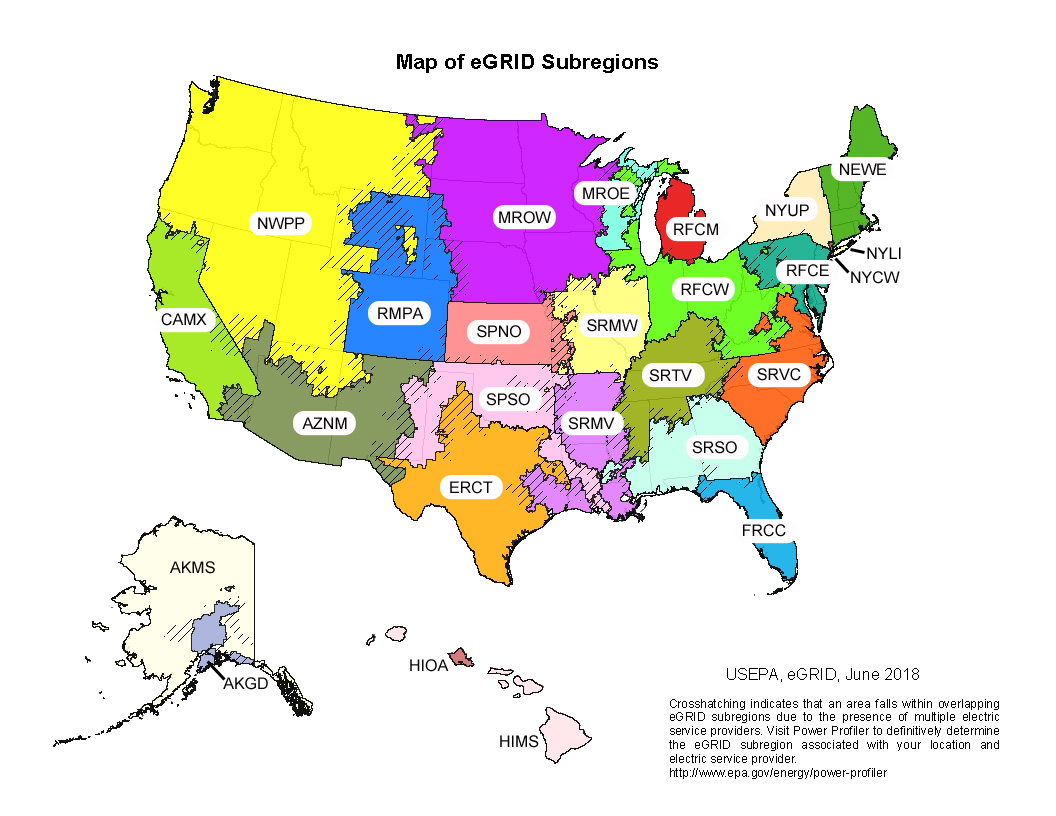 Map of eGRID Subregions
NEWE
MROE
NYUP
MROW
NWPP
RFCM
NYLI
RFCE
NYCW
RFCW
RMPA
CAMX
SRMW
SPNO
SRTV
SRVC
SPSO
AZNM
SRMV
SRSO
ERCT
FRCC
AKMS
HIOA
AKGD
HIMS
USEPA, eGRID, June 2018
Crosshatching indicates that an area falls within overlapping
eGRID subregions due to the presence of multiple electric
service providers. Visit Power Profiler to definitively determine
the eGRID subregion associated with your location and
electric service provider.
http://www.epa.gov/energy/power-profiler